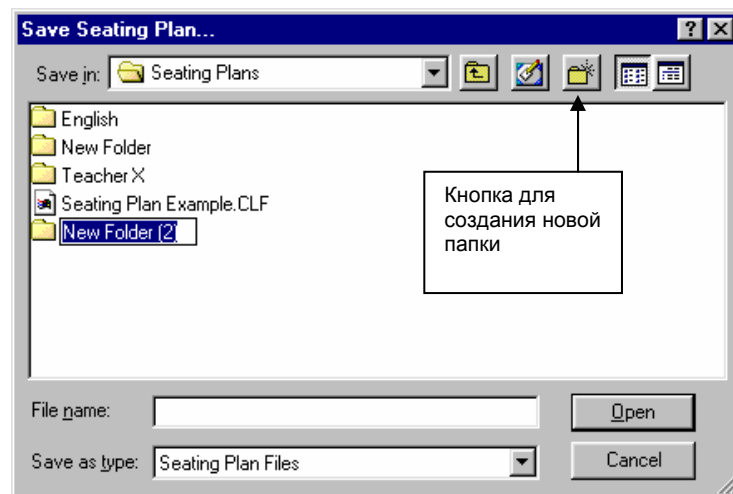 Save Seating Plan...
Save in: Seating Plans
English
New Folder
Teacher X
Seating Plan Example.CLF
New Folder (2)
Кнопка для
создания новой
папки
File name:
Open
Save as type: Seating Plan Files
Cancel